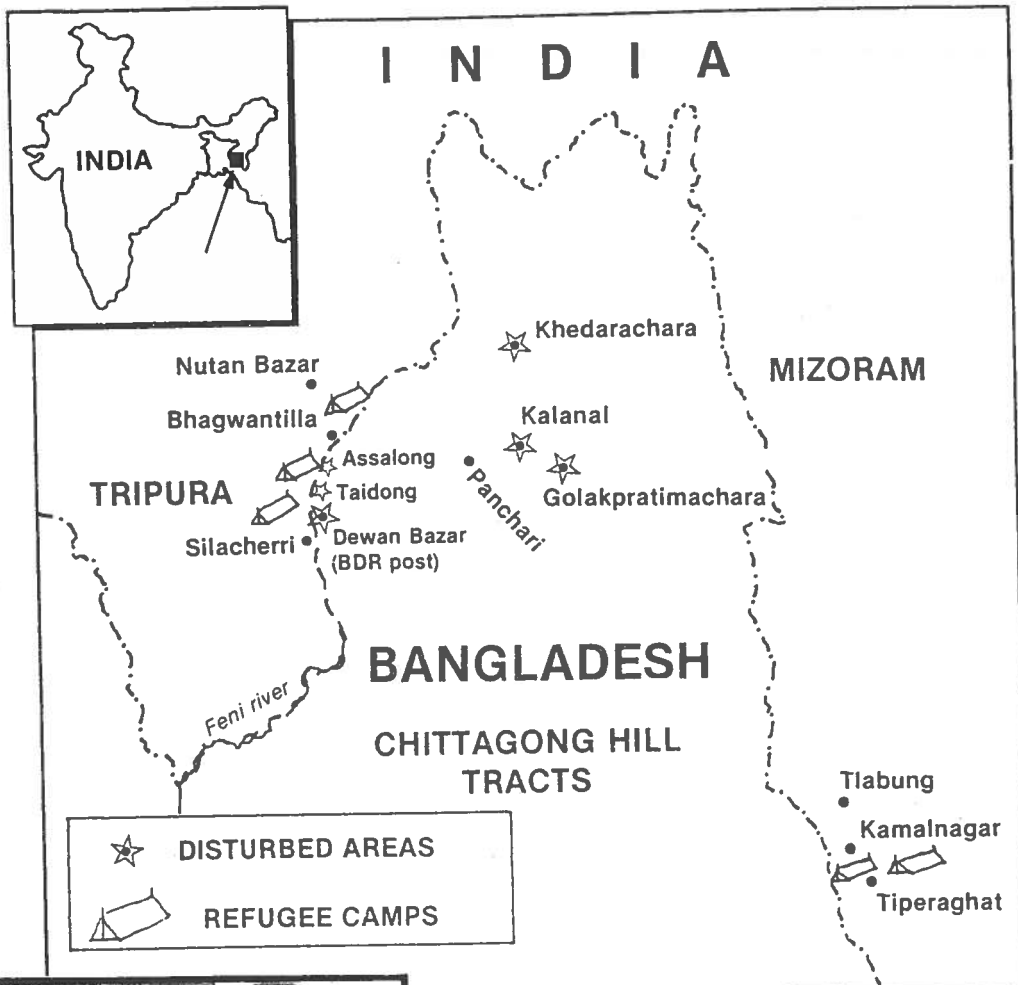 I N D I A
INDIA
Khedarachara
Nutan Bazar
MIZORAM
Bhagwantilla
Kalanal
Assalong
TRIPURA
Taidong
Panchari
Golakpratimachara
Silacherri
Dewan Bazar
(BDR post)
BANGLADESH
Feni river
CHITTAGONG HILL
TRACTS
Tlabung
Kamalnagar
Tiperaghat
DISTURBED AREAS
REFUGEE CAMPS